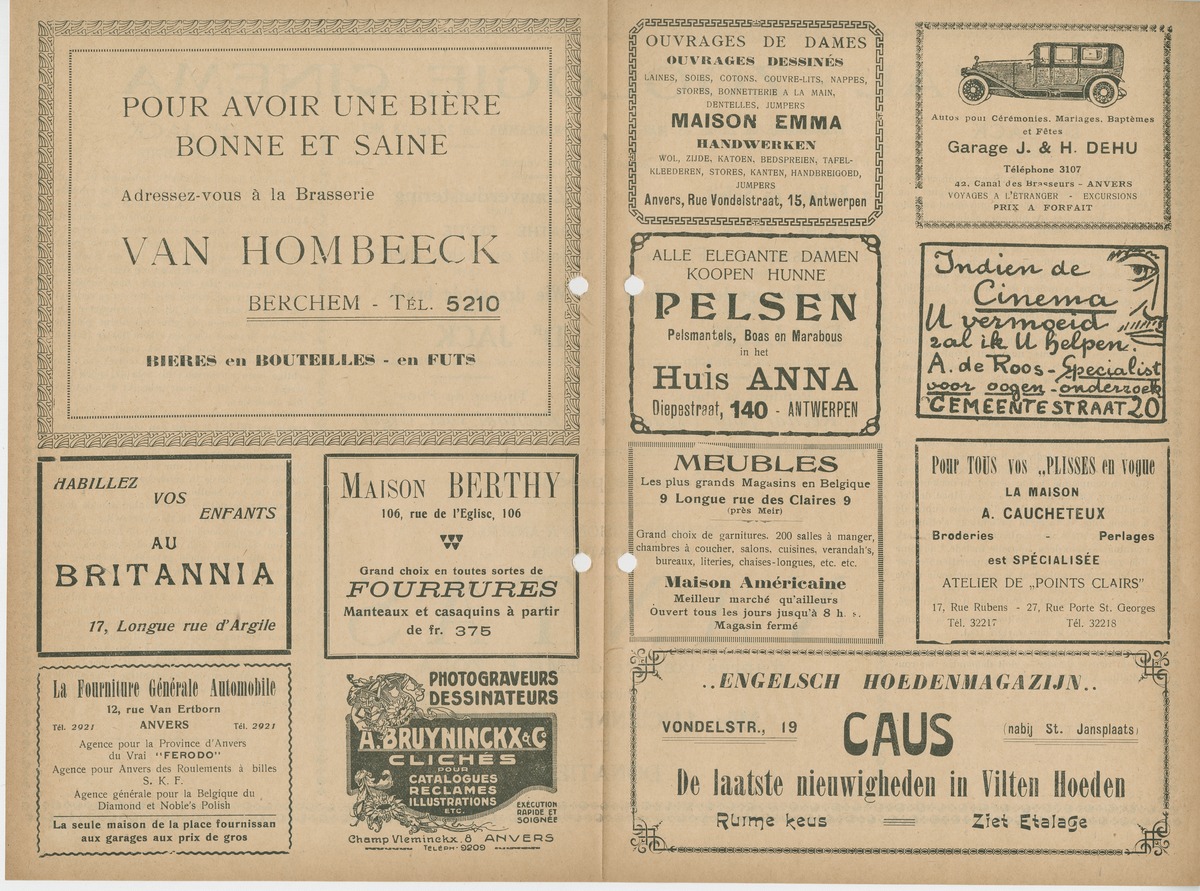 POUR AVOIR UNE BIÈRE
BONNE ET SAINE
Adressez-vous à la Brasserie
VAN HOMBEECK
BERCHEM - TÉL. 5210
BIERES en BOUTEILLES - en FUTS
HABILLEZ
VOS
ENFANTS
AU
BRITANNIA
17, Longue rue d'Argile
MAISON BERTHY
106, rue de l'Eglise, 106
Grand choix en toutes sortes de
FOURRURES
Manteaux et casaquins à partir
de fr. 375
La Fourniture Générale Automobile
12, rue Van Ertborn
Tél. 2921 ANVERS Tél. 2921
Agence pour la Province d'Anvers
du Vrai "FERODO"
Agence pour Anvers des Roulements à billes
S. K. F.
Agence générale pour la Belgique du
Diamond et Noble's Polish
La seule maison de la place fournissan
aux garages aux prix de gros
PHOTOGRAVEURS
DESSINATEURS
A. BRUYNINCKX & Co
CLICHÉS
POUR
CATALOGUES
RECLAMES
ILLUSTRATIONS
ETC.
EXÉCUTION
RAPIDE ET
SOIGNÉE
Champ Vleminckx. 8 ANVERS
TÉLÉPH. 9209
OUVRAGES DE DAMES
OUVRAGES DESSINÉS
LAINES, SOIES, COTONS, COUVRE-LITS, NAPPES,
STORES, BONNETTERIE A LA MAIN,
DENTELLES, JUMPERS
MAISON EMMA
HANDWERKEN
WOL, ZIJDE, KATOEN, BEDSPREIEN, TAFEL-
KLEEDEREN, STORES, KANTEN, HANDBREIGOED,
JUMPERS
Anvers, Rue Vondelstraat, 15, Antwerpen
Autos pour Cérémonies, Mariages, Baptêmes
et Fêtes
Garage J. & H. DEHU
Téléphone 3107
42, Canal des Brasseurs - ANVERS
VOYAGES A L'ÉTRANGER - EXCURSIONS
PRIX A FORFAIT
ALLE ELEGANTE DAMEN
KOOPEN HUNNE
PELSEN
Pelsmantels, Boas en Marabous
in het
Huis ANNA
Diepestraat, 140 - ANTWERPEN
Indien de
Cinema
U vermoeid
zal ik U helpen.
A. de Roos - Specialist
voor oogen-onderzoek
GEMEENTESTRAAT 20
MEUBLES
Les plus grands Magasins en Belgique
9 Longue rue des Claires 9
(près Meir)
Grand choix de garnitures. 200 salles à manger,
chambres à coucher, salons, cuisines, verandah's,
bureaux, literies, chaises-longues, etc. etc.
Maison Américaine
Meilleur marché qu'ailleurs
Ouvert tous les jours jusqu'à 8 h. s.
Magasin fermé
Pour TOUS vos „PLISSES en vogue
LA MAISON
A. CAUCHETEUX
Broderies - Perlages
est SPÉCIALISÉE
ATELIER DE „POINTS CLAIRS"
17, Rue Rubens - 27, Rue Porte St. Georges
Tél. 32217 Tél. 32218
..ENGELSCH HOEDENMAGAZIJN..
VONDELSTR., 19 CAUS (nabij St. Jansplaats)
De laatste nieuwigheden in Vilten Hoeden
Ruime keus = Ziet Etalage